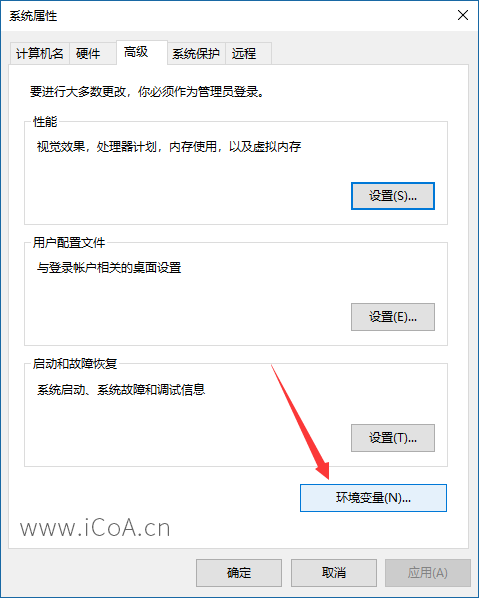 系统属性
计算机名 硬件 高级 系统保护 远程
要进行大多数更改，你必须作为管理员登录。
性能
视觉效果，处理器计划，内存使用，以及虚拟内存
设置(S)...
用户配置文件
与登录帐户相关的桌面设置
设置(E)...
启动和故障恢复
系统启动、系统故障和调试信息
设置(T)...
环境变量(N)...
www.iCoA.cn
确定 取消 应用(A)